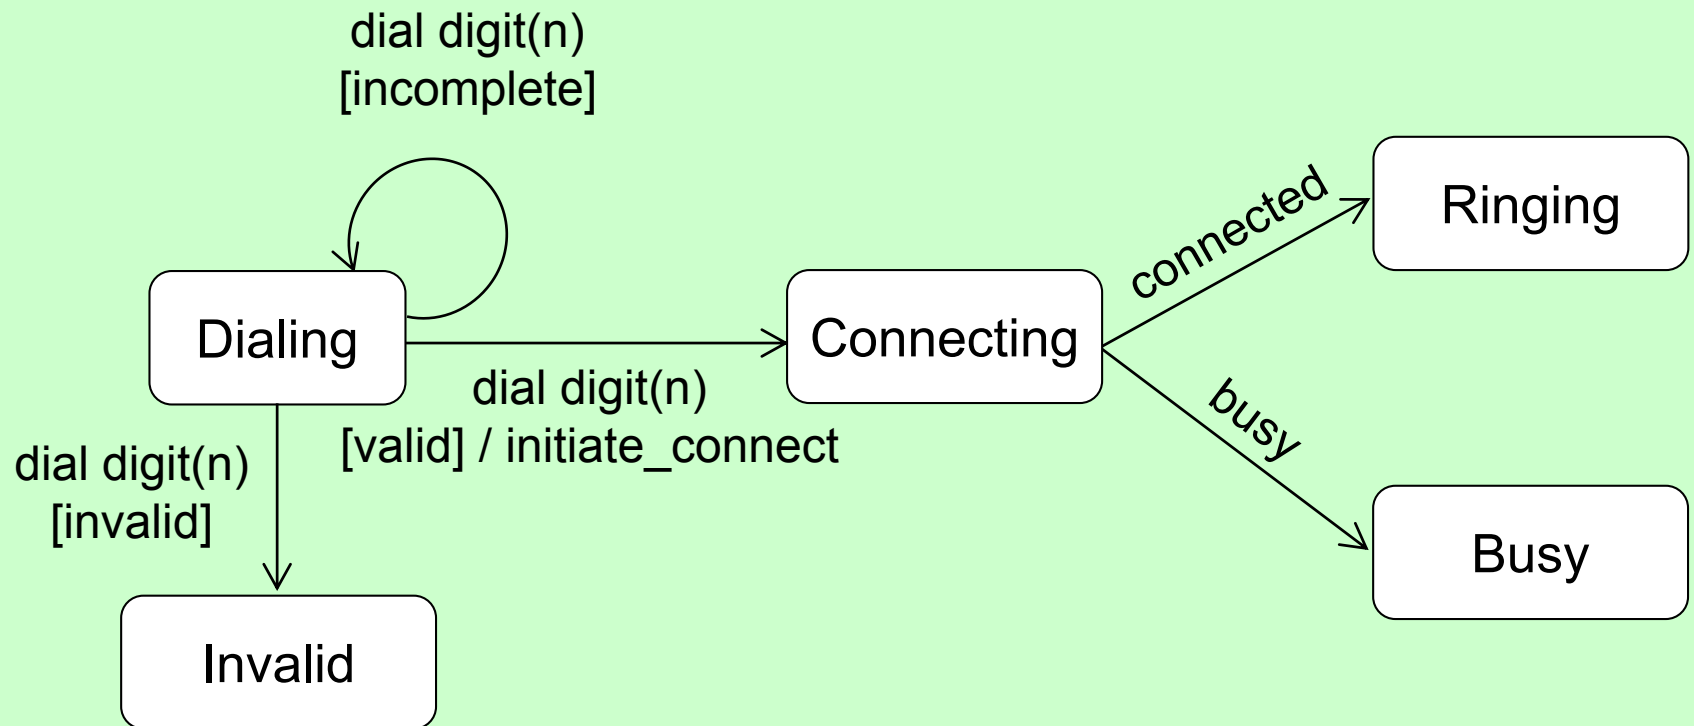 dial digit(n)
[incomplete]
connected
Ringing
Dialing
Connecting
dial digit(n)
[valid] / initiate_connect
busy
dial digit(n)
[invalid]
Busy
Invalid